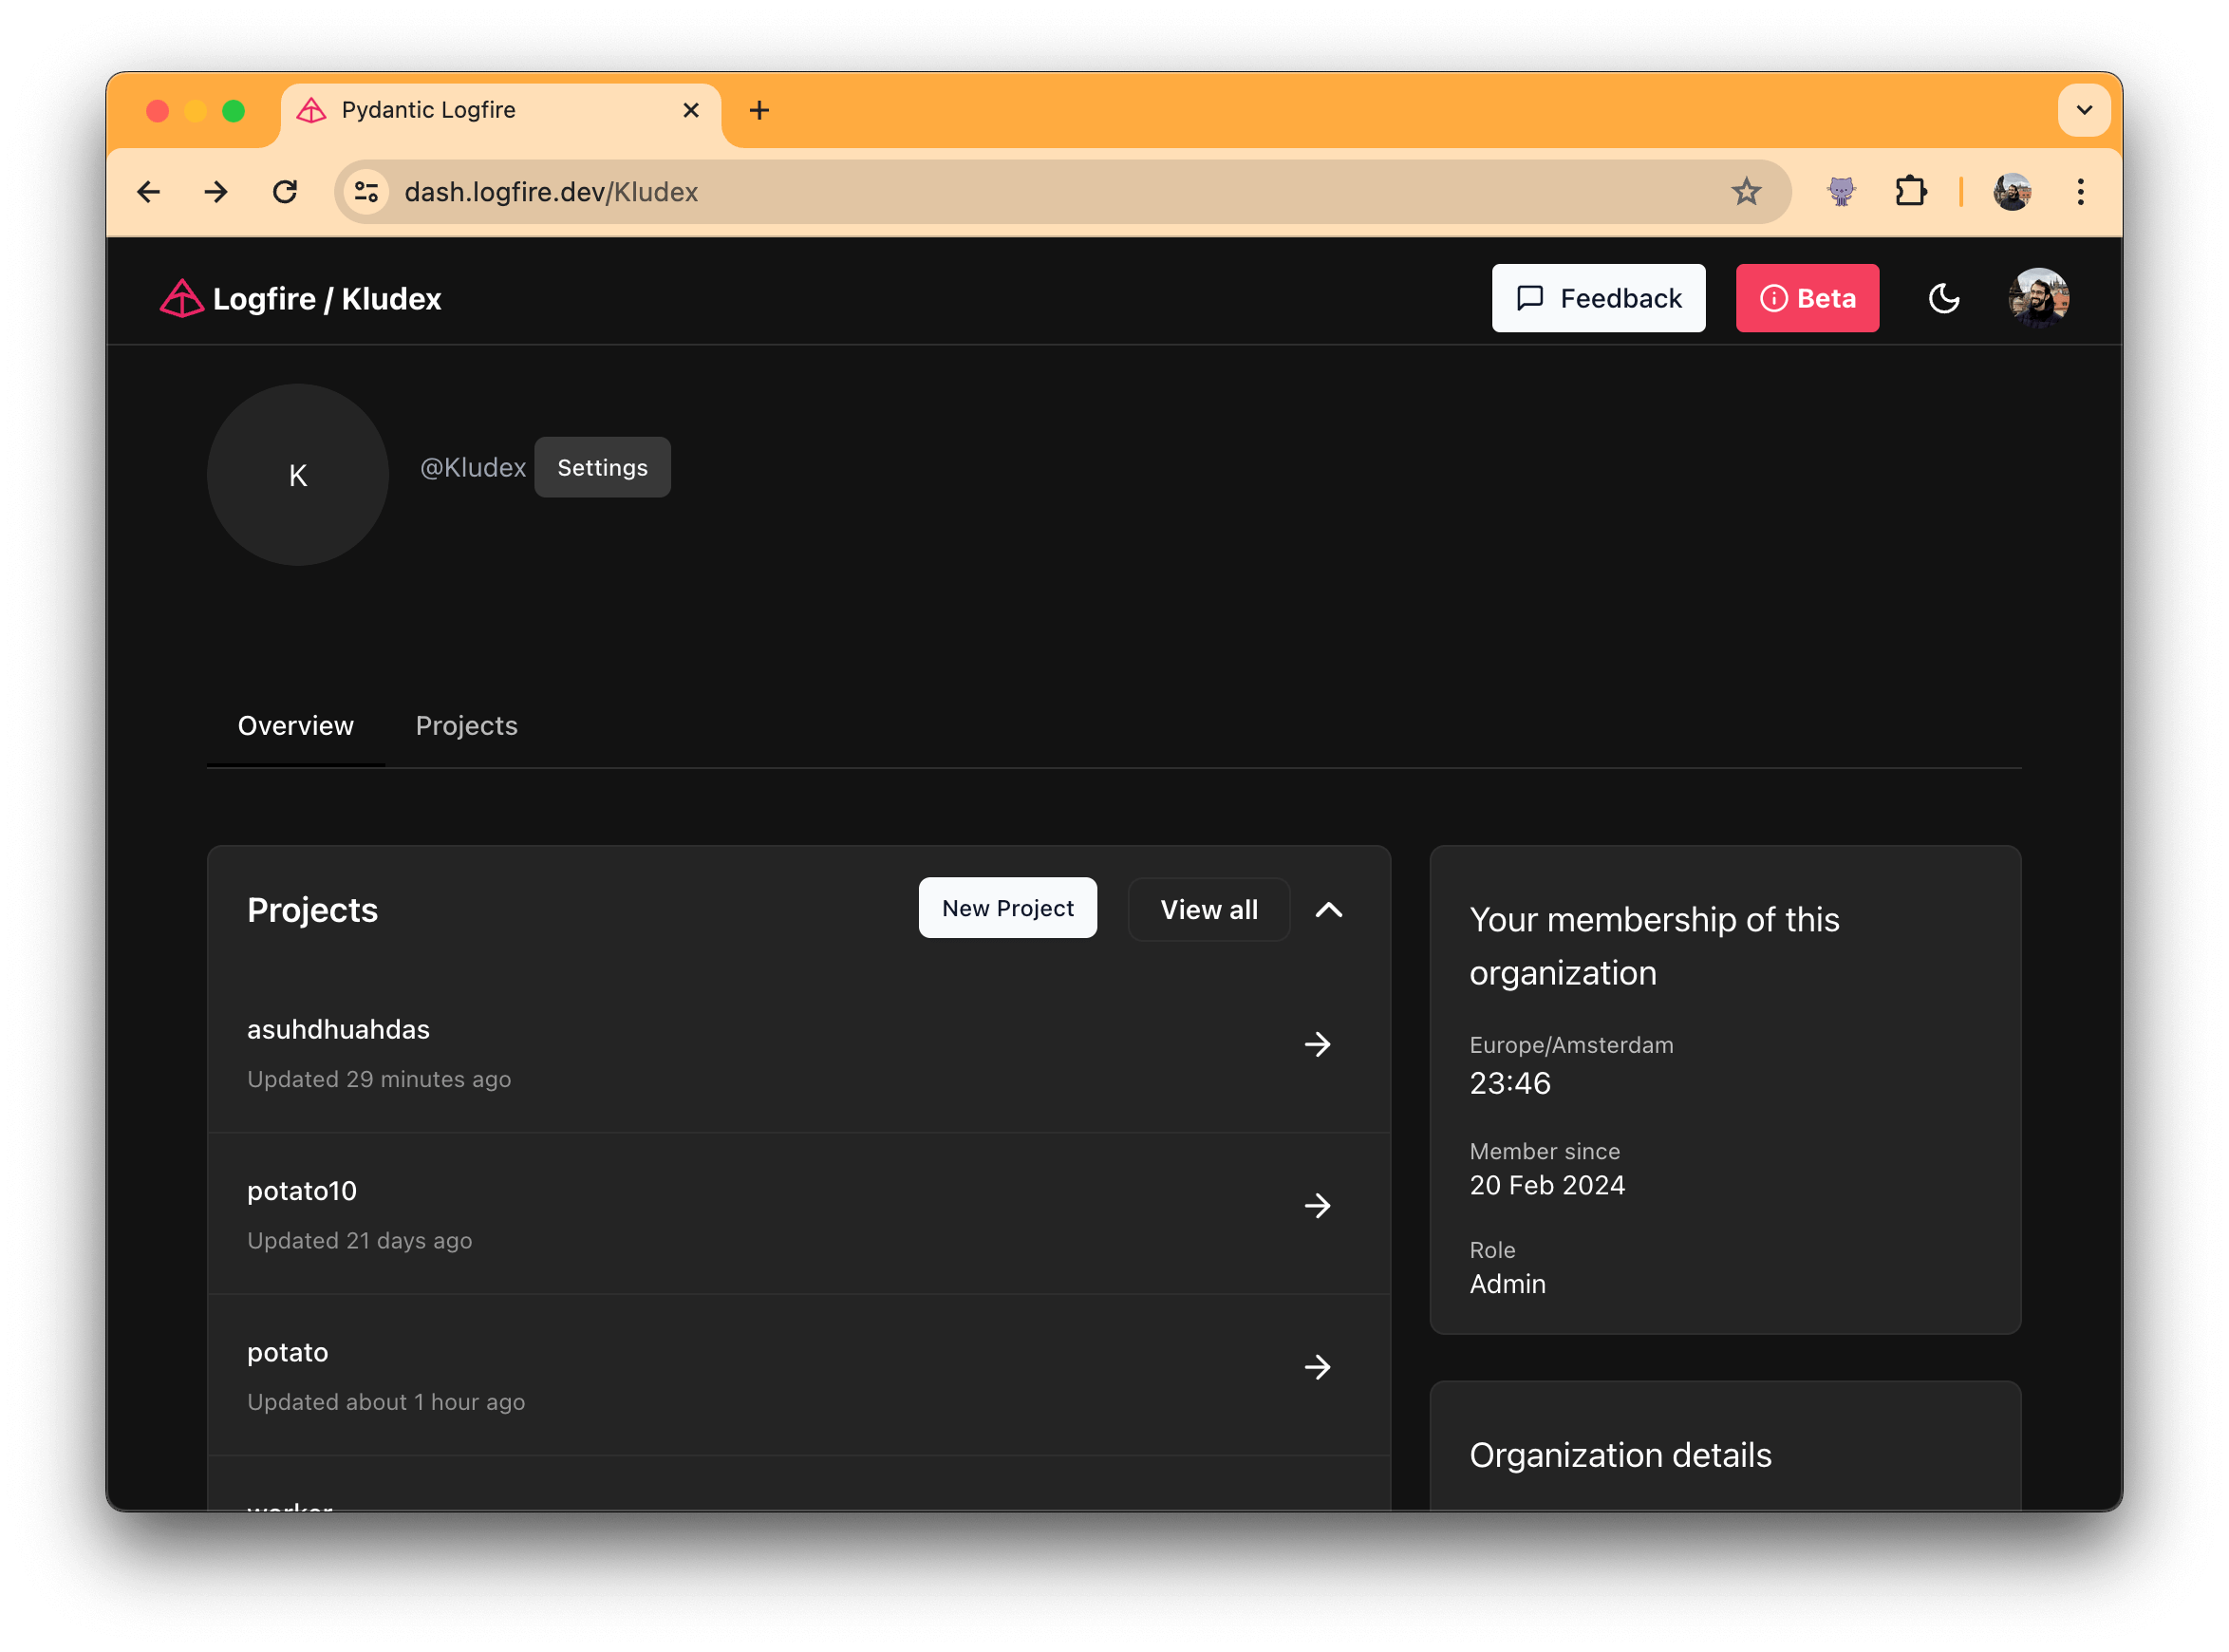 Pydantic Logfire
dash.logfire.dev/Kludex
Logfire / Kludex
Feedback
Beta
K
@Kludex
Settings
Overview
Projects
Projects
New Project
View all
asuhdhuahdas
Updated 29 minutes ago
potato10
Updated 21 days ago
potato
Updated about 1 hour ago
worker
Your membership of this
organization
Europe/Amsterdam
23:46
Member since
20 Feb 2024
Role
Admin
Organization details